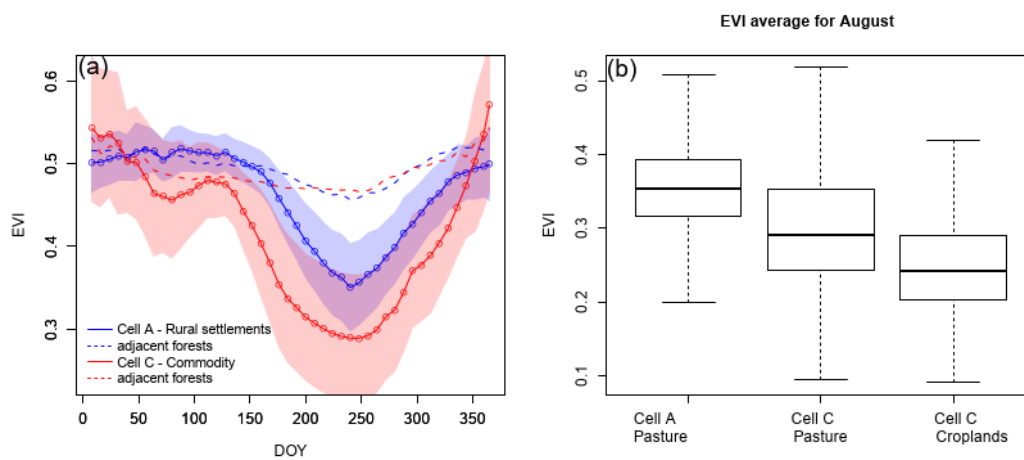 EVI average for August
(a)
0.6
0.5
0.4
0.3
EVI
Cell A - Rural settlements
adjacent forests
Cell C - Commodity
adjacent forests
0 50 100 150 200 250 300 350
DOY
(b)
0.5
0.4
0.3
0.2
0.1
EVI
Cell A Cell C Cell C
Pasture Pasture Croplands